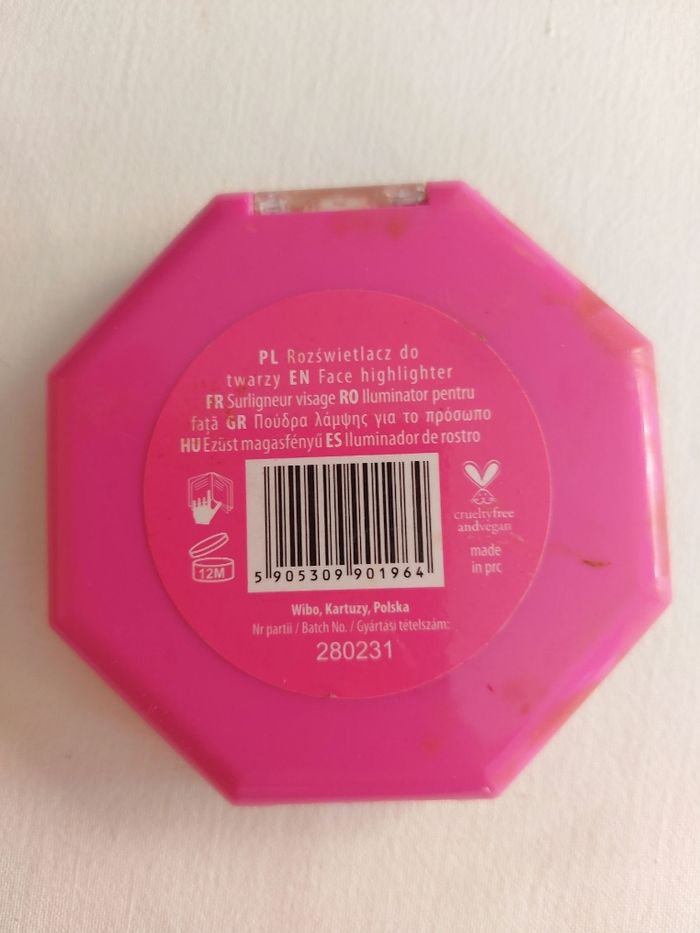 PL Rozświetlacz do
twarzy EN Face highlighter
FR Surligneur visage RO Iluminator pentru
față GR Πούδρα λάμψης για το πρόσωπο
HU Ezüst magasfényű ES Iluminador de rostro
crueltyfree
andvegan
made
in prc
12M
5 905309 901964
Wibo, Kartuzy, Polska
Nr partii / Batch No. / Gyártási tételszám:
280231